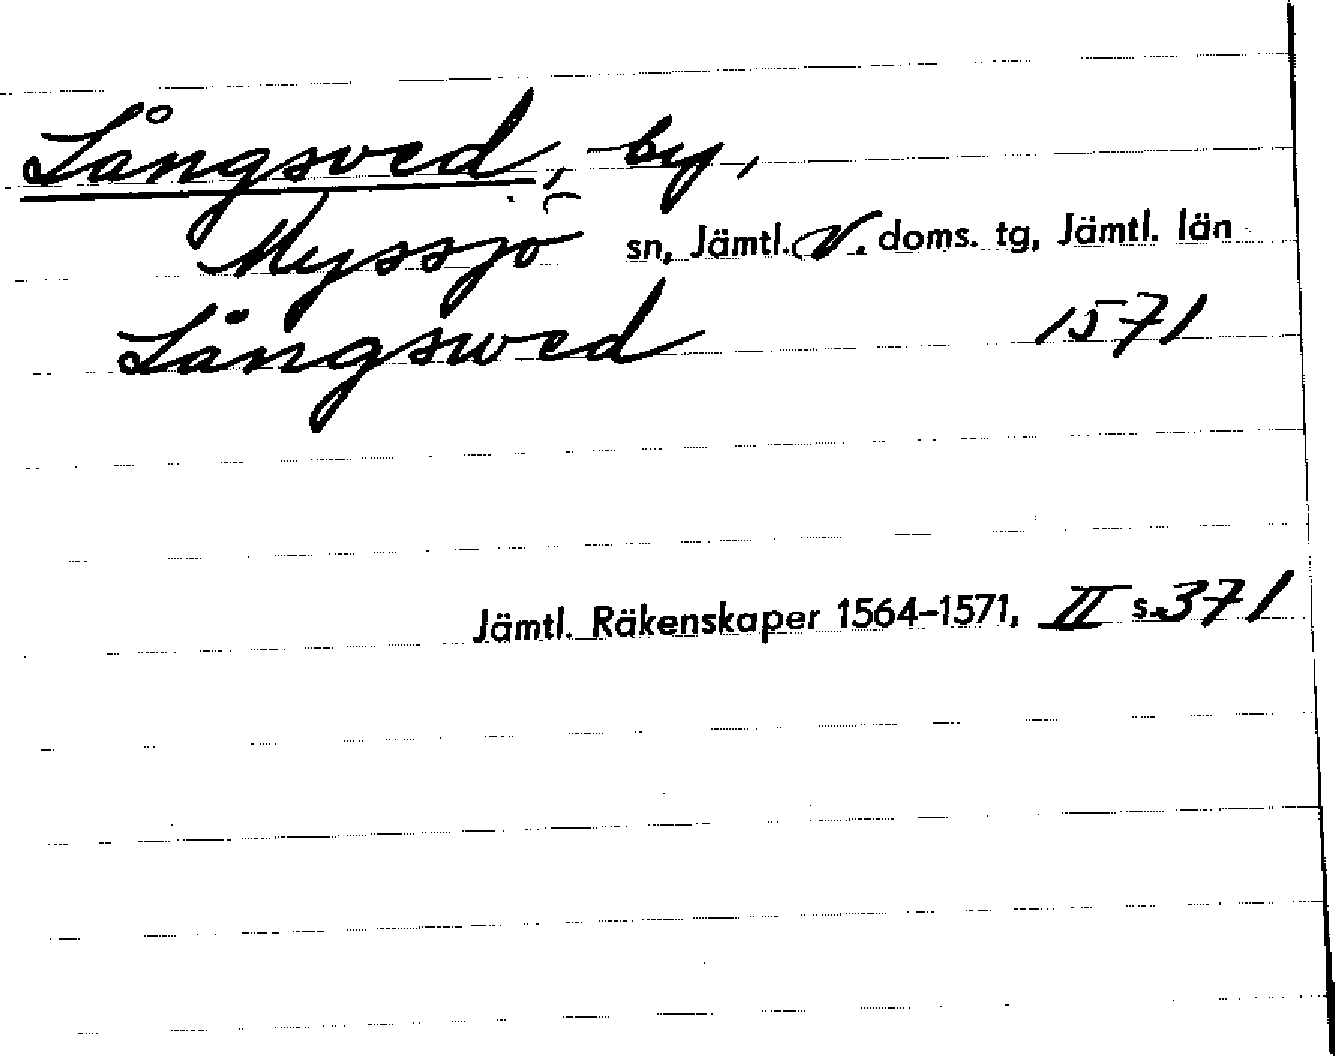 Långsved, by,
Myssjö sn, Jämtl. V. doms. tg, Jämtl. län
Långswed 1571
Jämtl. Räkenskaper 1564-1571, II s. 371